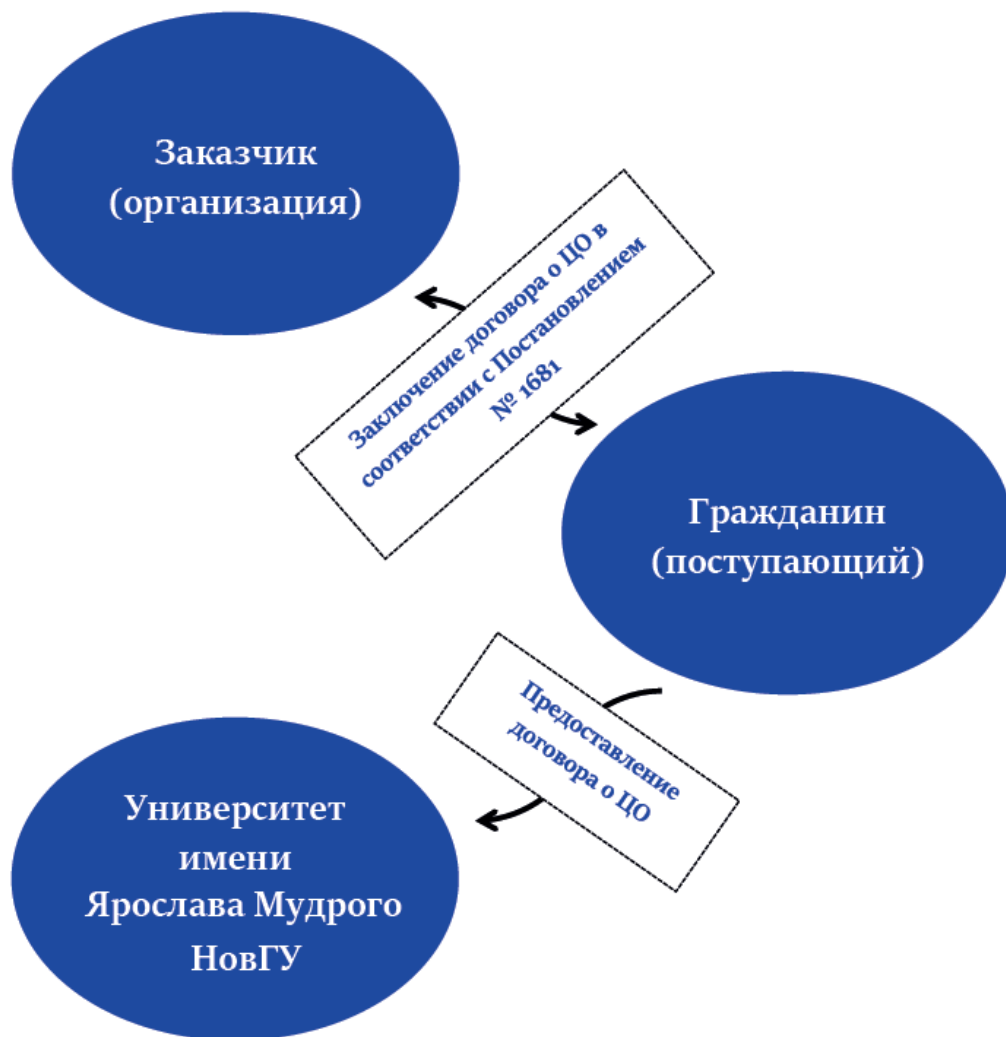 Заказчик
(организация)
Заключение договора о ЦО в
соответствии с Постановлением
№ 1681
Гражданин
(поступающий)
Предоставление
договора о ЦО
Университет
имени
Ярослава Мудрого
НовГУ